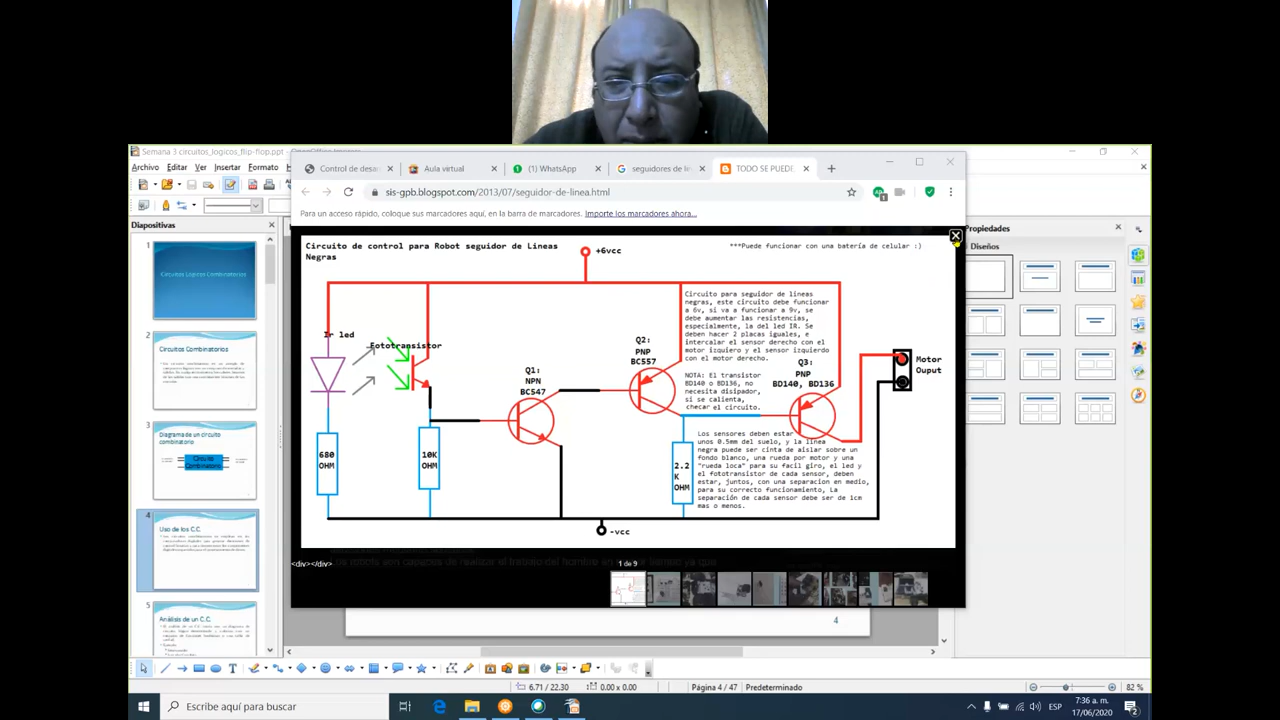 Semana 3 circuitos_logicos_flip-flop.ppt - OpenOffice Impress
Archivo Editar Ver Insertar Formato
Control de desa
Aula virtual
(1) WhatsApp
seguidores de li
TODO SE PUEDE
sis-gpb.blogspot.com/2013/07/seguidor-de-linea.html
Para un acceso rápido, coloque sus marcadores aquí, en la barra de marcadores. Importe los marcadores ahora...
Diapositivas
Propiedades
Diseños
1
Circuitos Lógicos Combinatorios
2
Circuitos Combinatorios
3
Diagrama de un circuito
combinatorio
Circuito
Combinatorio
4
Uso de los C.C.
5
Análisis de un C.C.
Circuito de control para Robot seguidor de Lineas
Negras
+6vcc
***Puede funcionar con una batería de celular :)
Circuito para seguidor de lineas
negras, este circuito debe funcionar
a 6v, si va a funcionar a 9v, se
debe aumentar las resistencias,
especialmente, la del led IR. Se
deben hacer 2 placas iguales, e
intercalar el sensor derecho con el
motor izquiero y el sensor izquierdo
con el motor derecho.
NOTA: El transistor
BD140 o BD136, no
necesita disipador,
si se calienta,
checar el circuito.
Ir led
Fototransistor
Q1:
NPN
BC547
Q2:
PNP
BC557
Q3:
PNP
BD140, BD136
Motor
Ouput
680
OHM
10K
OHM
2.2
K
OHM
Los sensores deben estar a
unos 0.5mm del suelo, y la linea
negra puede ser cinta de aislar sobre un
fondo blanco, una rueda por motor y una
"rueda loca" para su facil giro, el led y
el fototransistor de cada sensor, deben
estar, juntos, con una separacion en medio,
para su correcto funcionamiento, La
separación de cada sensor debe ser de 1cm
mas o menos.
-vcc
<div></div>
1 de 9
4
6.71 / 22.30
0.00 x 0.00
Página 4 / 47
Predeterminado
82 %
Escribe aquí para buscar
ESP
7:36 a. m.
17/06/2020
2